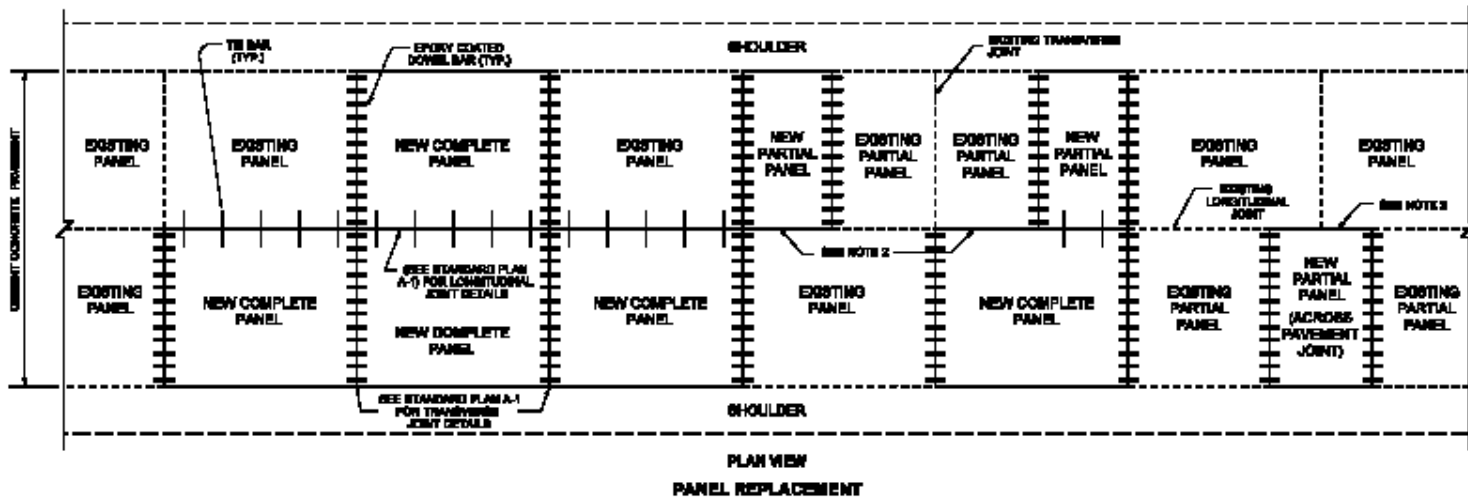 TIE BAR
(TYP.)
EPOXY COATED
DOWEL BAR (TYP.)
SHOULDER
EXISTING TRANSVERSE
JOINT
CEMENT CONCRETE PAVEMENT
EXISTING
PANEL
EXISTING
PANEL
NEW COMPLETE
PANEL
EXISTING
PANEL
NEW
PARTIAL
PANEL
EXISTING
PARTIAL
PANEL
EXISTING
PARTIAL
PANEL
NEW
PARTIAL
PANEL
EXISTING
PANEL
EXISTING
PANEL
EXISTING
LONGITUDINAL
JOINT
SEE NOTE
(SEE STANDARD PLAN
A-1) FOR LONGITUDINAL
JOINT DETAILS
SEE NOTE 2
EXISTING
PANEL
NEW COMPLETE
PANEL
NEW COMPLETE
PANEL
NEW COMPLETE
PANEL
EXISTING
PANEL
NEW COMPLETE
PANEL
EXISTING
PARTIAL
PANEL
NEW
PARTIAL
PANEL
(ACROSS
PAVEMENT
JOINT)
EXISTING
PARTIAL
PANEL
(SEE STANDARD PLAN A-1
FOR TRANSVERSE
JOINT DETAILS
SHOULDER
PLAN VIEW
PANEL REPLACEMENT